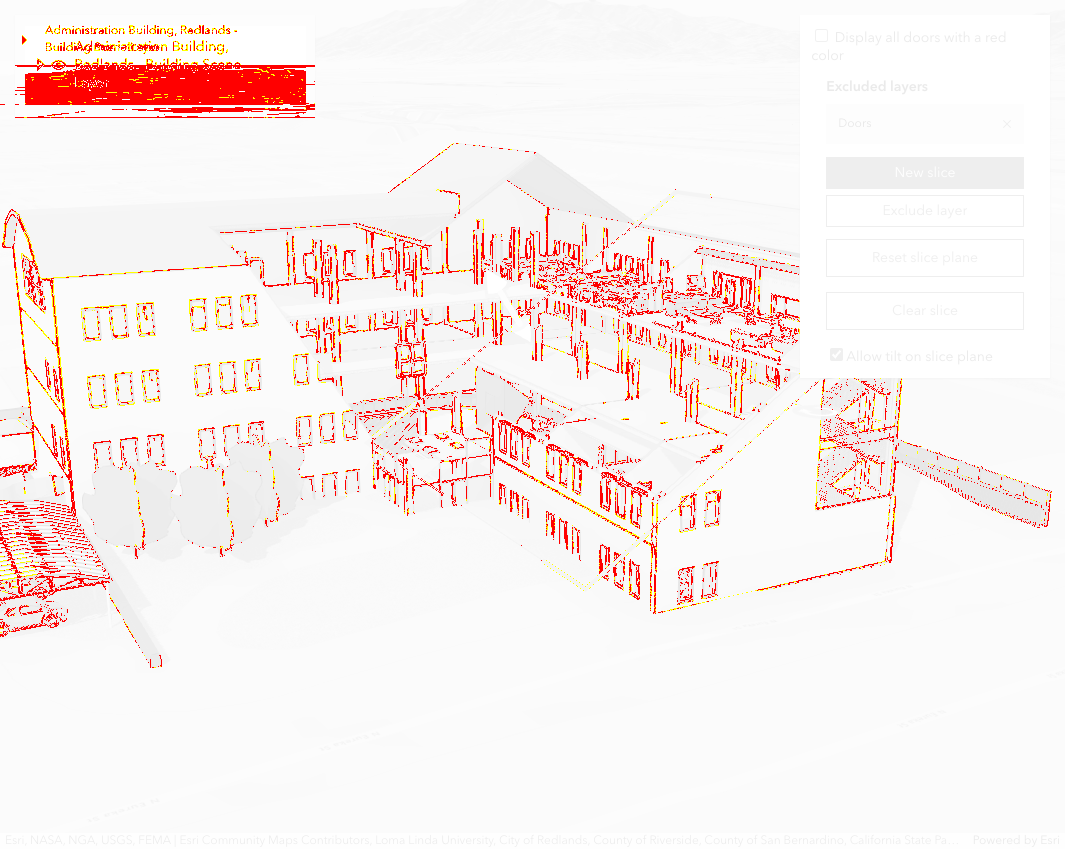 Administration Building, Redlands -
Administration Building,
Redlands - Building Scene
Layer
Display all doors with a red
color
Excluded layers
Doors
×
New slice
Exclude layer
Reset slice plane
Clear slice
Allow tilt on slice plane
Esri, NASA, NGA, USGS, FEMA | Esri Community Maps Contributors, Loma Linda University, City of Redlands, County of Riverside, County of San Bernardino, California State Pa... Powered by Esri